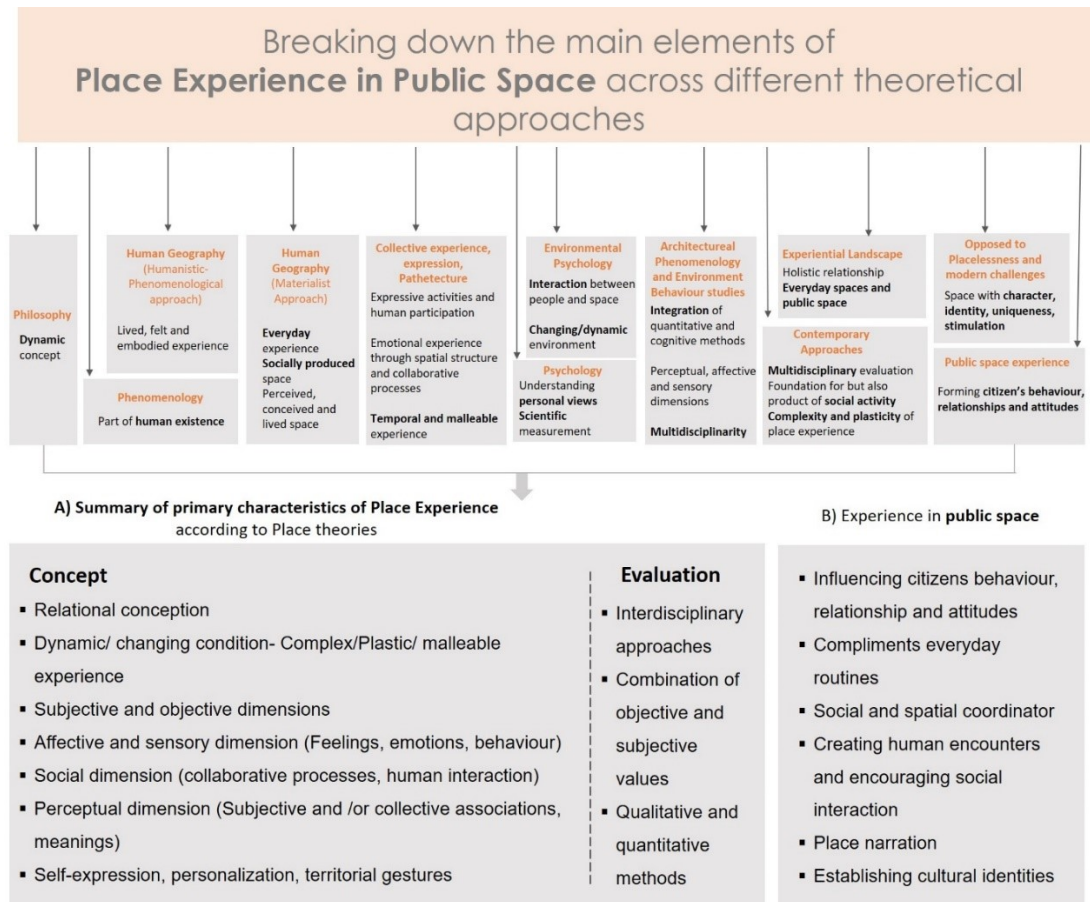 Breaking down the main elements of
Place Experience in Public Space across different theoretical
approaches
Philosophy
Dynamic
concept
Human Geography
(Humanistic-
Phenomenological
approach)
Lived, felt and
embodied experience
Phenomenology
Part of human existence
Human
Geography
(Materialist
Approach)
Everyday
experience
Socially produced
space
Perceived,
conceived and
lived space
Collective experience,
expression,
Pathetecture
Expressive activities and
human participation
Emotional experience
through spatial structure
and collaborative
processes
Temporal and malleable
experience
Environmental
Psychology
Interaction between
people and space
Changing/dynamic
environment
Psychology
Understanding
personal views
Scientific
measurement
Architectureal
Phenomenology
and Environment
Behaviour studies
Integration of
quantitative and
cognitive methods
Perceptual, affective
and sensory
dimensions
Multidisciplinarity
Experiential Landscape
Holistic relationship
Everyday spaces and
public space
Contemporary
Approaches
Multidisciplinary evaluation
Foundation for but also
product of social activity
Complexity and plasticity of
place experience
Opposed to
Placelessness and
modern challenges
Space with character,
identity, uniqueness,
stimulation
Public space experience
Forming citizen's behaviour,
relationships and attitudes
A) Summary of primary characteristics of Place Experience
according to Place theories
Concept
▪ Relational conception
▪ Dynamic/ changing condition- Complex/Plastic/ malleable
experience
▪ Subjective and objective dimensions
▪ Affective and sensory dimension (Feelings, emotions, behaviour)
▪ Social dimension (collaborative processes, human interaction)
▪ Perceptual dimension (Subjective and /or collective associations,
meanings)
▪ Self-expression, personalization, territorial gestures
Evaluation
▪ Interdisciplinary
approaches
▪ Combination of
objective and
subjective
values
▪ Qualitative and
quantitative
methods
B) Experience in public space
▪ Influencing citizens behaviour,
relationship and attitudes
▪ Compliments everyday
routines
▪ Social and spatial coordinator
▪ Creating human encounters
and encouraging social
interaction
▪ Place narration
▪ Establishing cultural identities